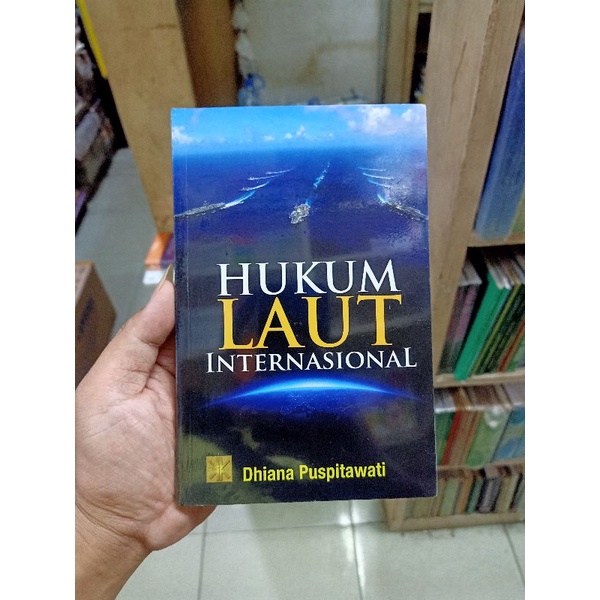 HUKUM
LAUT
INTERNASIONAL
Dhiana Puspitawati